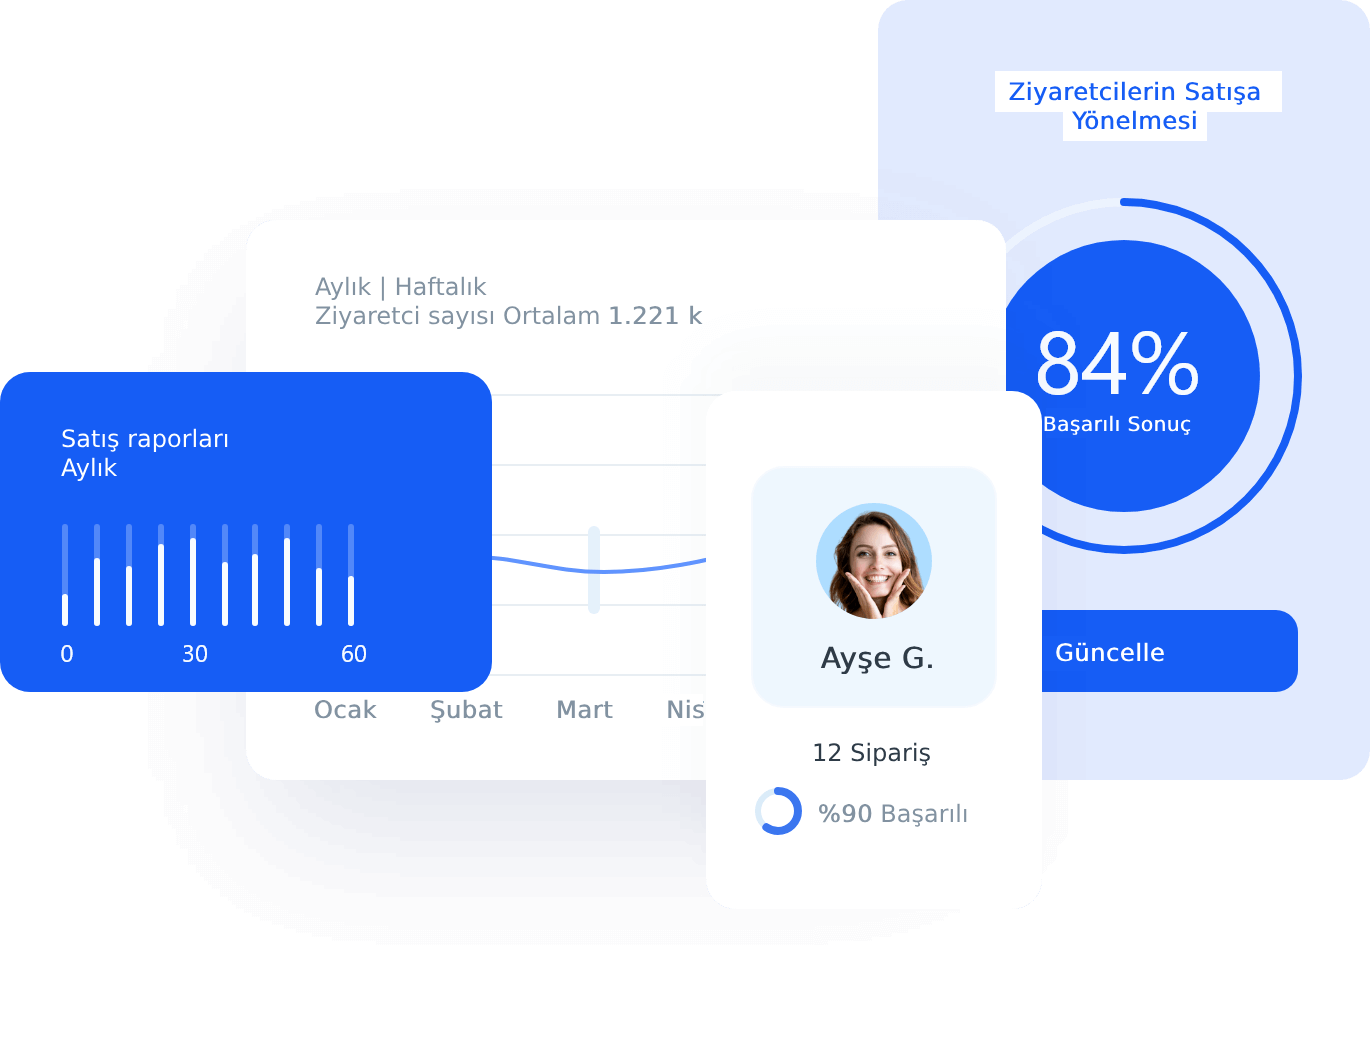 Ziyaretcilerin Satışa
Yönelmesi
84%
Başarılı Sonuç
Güncelle
Aylık | Haftalık
Ziyaretci sayısı Ortalam 1.221 k
Ocak Şubat Mart Nis
Satış raporları
Aylık
0 30 60
Ayşe G.
12 Sipariş
%90 Başarılı